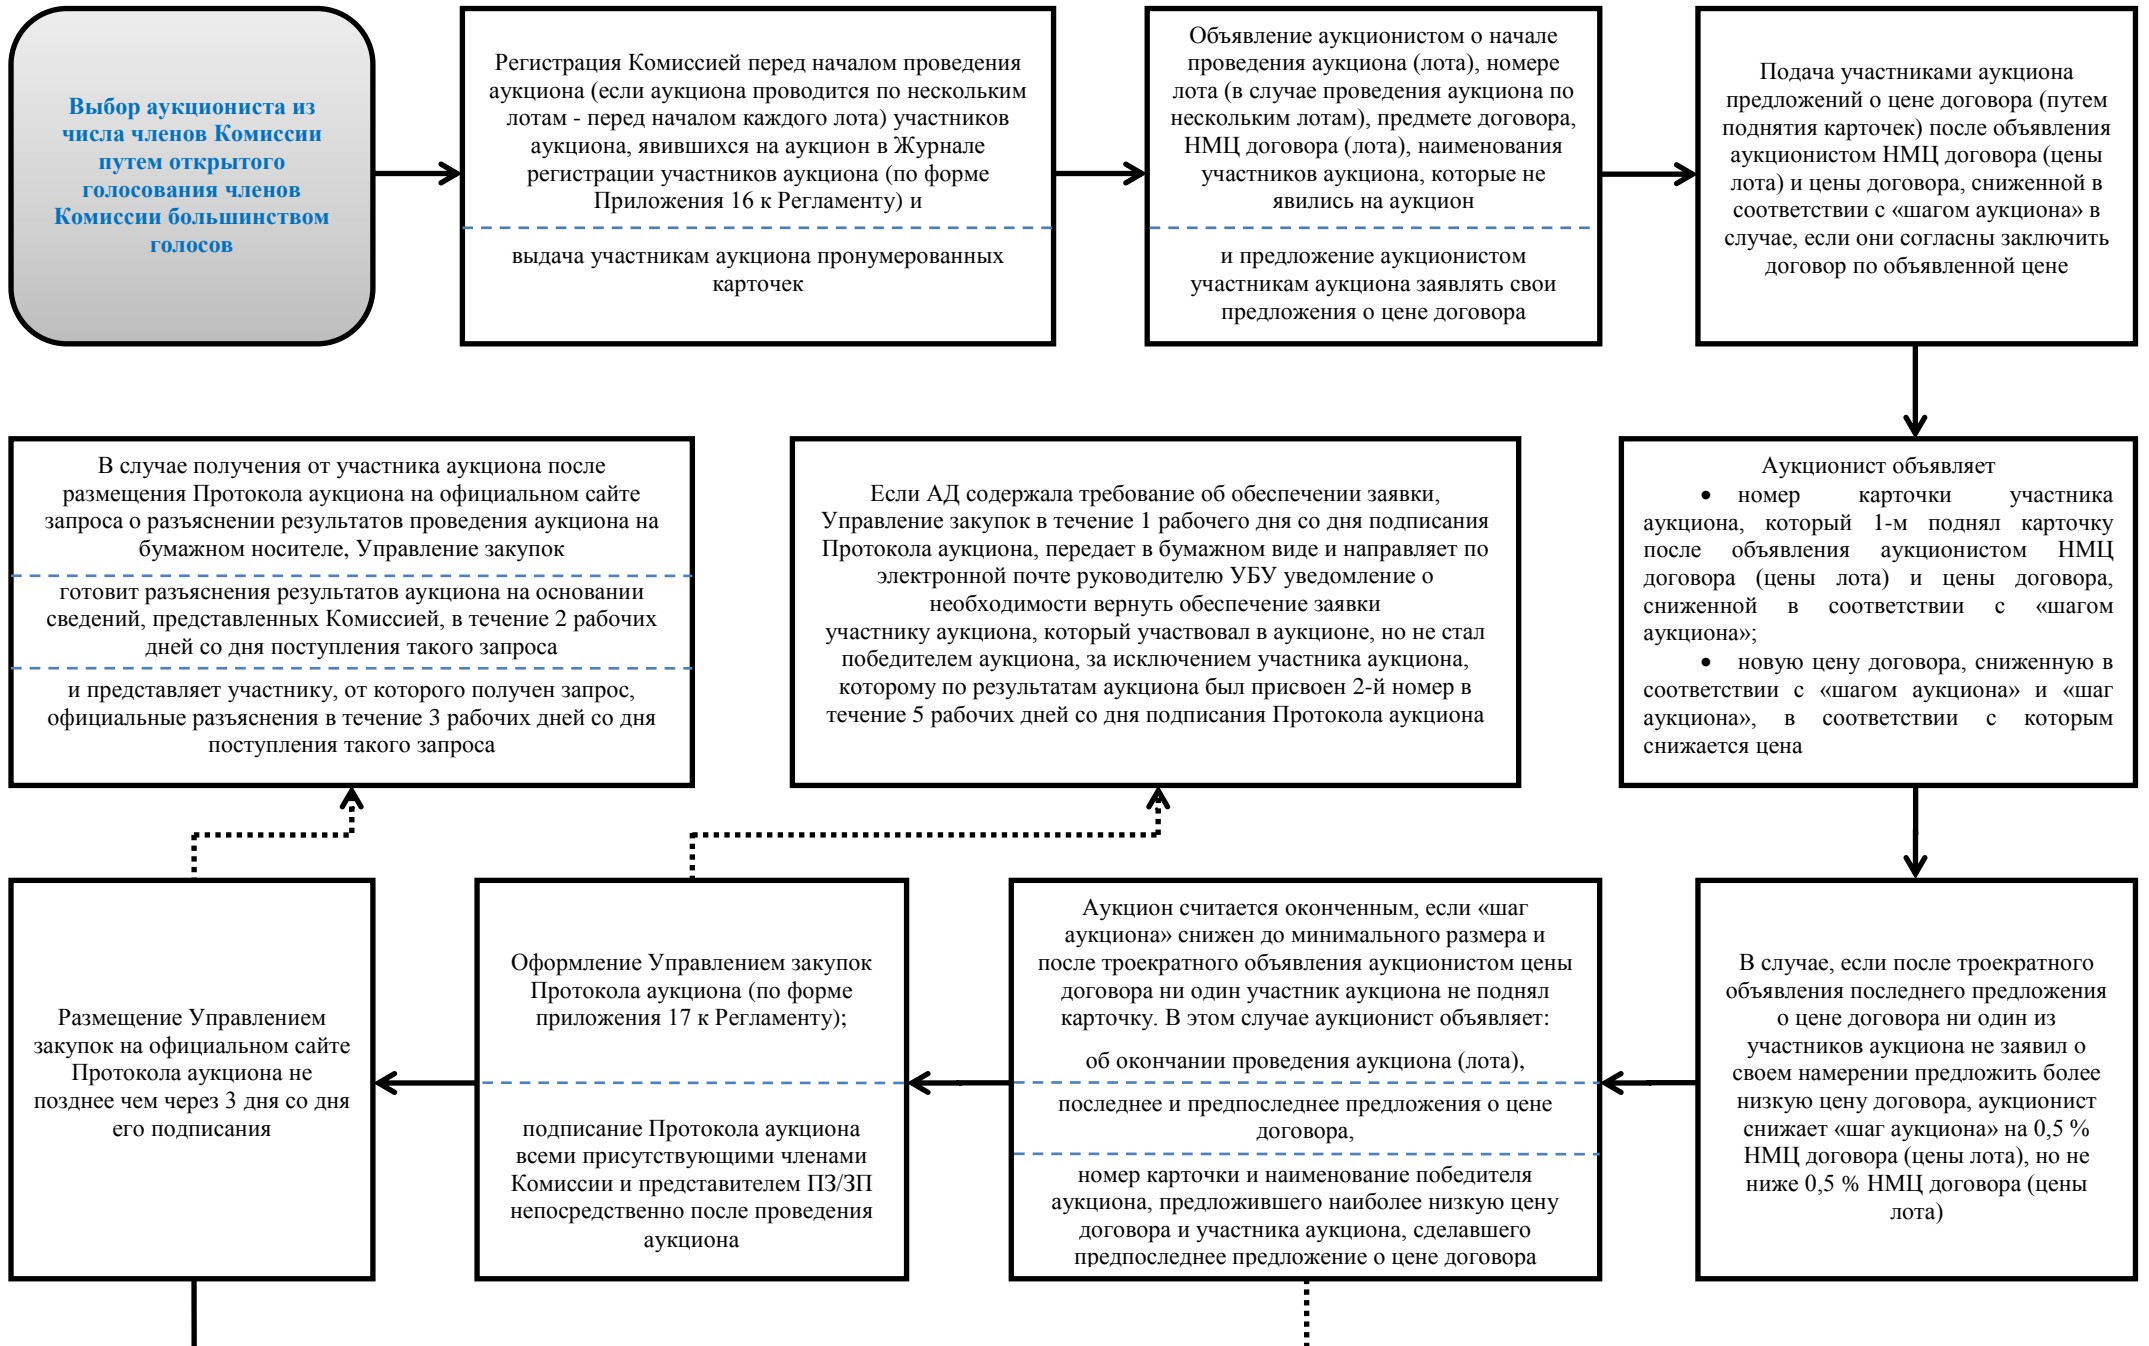 Выбор аукциониста из
числа членов Комиссии
путем открытого
голосования членов
Комиссии большинством
голосов
Регистрация Комиссией перед началом проведения
аукциона (если аукциона проводится по нескольким
лотам - перед началом каждого лота) участников
аукциона, явившихся на аукцион в Журнале
регистрации участников аукциона (по форме
Приложения 16 к Регламенту) и
выдача участникам аукциона пронумерованных
карточек
Объявление аукционистом о начале
проведения аукциона (лота), номере
лота (в случае проведения аукциона по
нескольким лотам), предмете договора,
НМЦ договора (лота), наименования
участников аукциона, которые не
явились на аукцион
и предложение аукционистом
участникам аукциона заявлять свои
предложения о цене договора
Подача участниками аукциона
предложений о цене договора (путем
поднятия карточек) после объявления
аукционистом НМЦ договора (цены
лота) и цены договора, сниженной в
соответствии с «шагом аукциона» в
случае, если они согласны заключить
договор по объявленной цене
В случае получения от участника аукциона после
размещения Протокола аукциона на официальном сайте
запроса о разъяснении результатов проведения аукциона на
бумажном носителе, Управление закупок
готовит разъяснения результатов аукциона на основании
сведений, представленных Комиссией, в течение 2 рабочих
дней со дня поступления такого запроса
и представляет участнику, от которого получен запрос,
официальные разъяснения в течение 3 рабочих дней со дня
поступления такого запроса
Если АД содержала требование об обеспечении заявки,
Управление закупок в течение 1 рабочего дня со дня подписания
Протокола аукциона, передает в бумажном виде и направляет по
электронной почте руководителю УБУ уведомление о
необходимости вернуть обеспечение заявки
участнику аукциона, который участвовал в аукционе, но не стал
победителем аукциона, за исключением участника аукциона,
которому по результатам аукциона был присвоен 2-й номер в
течение 5 рабочих дней со дня подписания Протокола аукциона
Аукционист объявляет
• номер карточки участника
аукциона, который 1-м поднял карточку
после объявления аукционистом НМЦ
договора (цены лота) и цены договора,
сниженной в соответствии с «шагом
аукциона»;
• новую цену договора, сниженную в
соответствии с «шагом аукциона» и «шаг
аукциона», в соответствии с которым
снижается цена
Размещение Управлением
закупок на официальном сайте
Протокола аукциона не
позднее чем через 3 дня со дня
его подписания
Оформление Управлением закупок
Протокола аукциона (по форме
приложения 17 к Регламенту);
подписание Протокола аукциона
всеми присутствующими членами
Комиссии и представителем ПЗ/ЗП
непосредственно после проведения
аукциона
Аукцион считается оконченным, если «шаг
аукциона» снижен до минимального размера и
после троекратного объявления аукционистом цены
договора ни один участник аукциона не поднял
карточку. В этом случае аукционист объявляет:
об окончании проведения аукциона (лота),
последнее и предпоследнее предложения о цене
договора,
номер карточки и наименование победителя
аукциона, предложившего наиболее низкую цену
договора и участника аукциона, сделавшего
предпоследнее предложение о цене договора
В случае, если после троекратного
объявления последнего предложения
о цене договора ни один из
участников аукциона не заявил о
своем намерении предложить более
низкую цену договора, аукционист
снижает «шаг аукциона» на 0,5 %
НМЦ договора (цены лота), но не
ниже 0,5 % НМЦ договора (цены
лота)